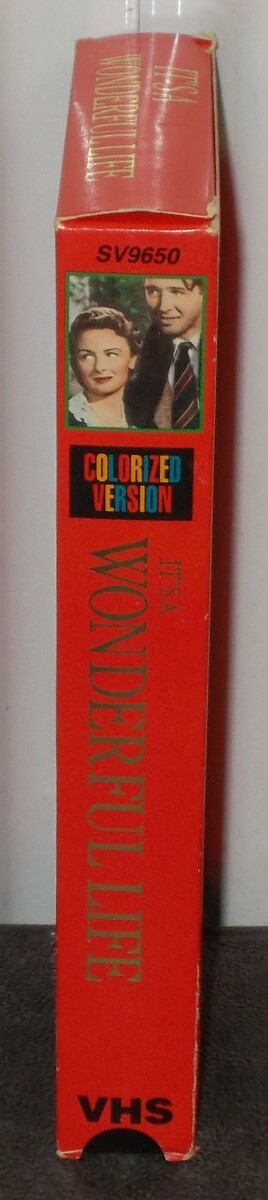 IT'S A
WONDERFUL LIFE
SV9650
COLORIZED
VERSION
IT'S A
WONDERFUL LIFE
VHS